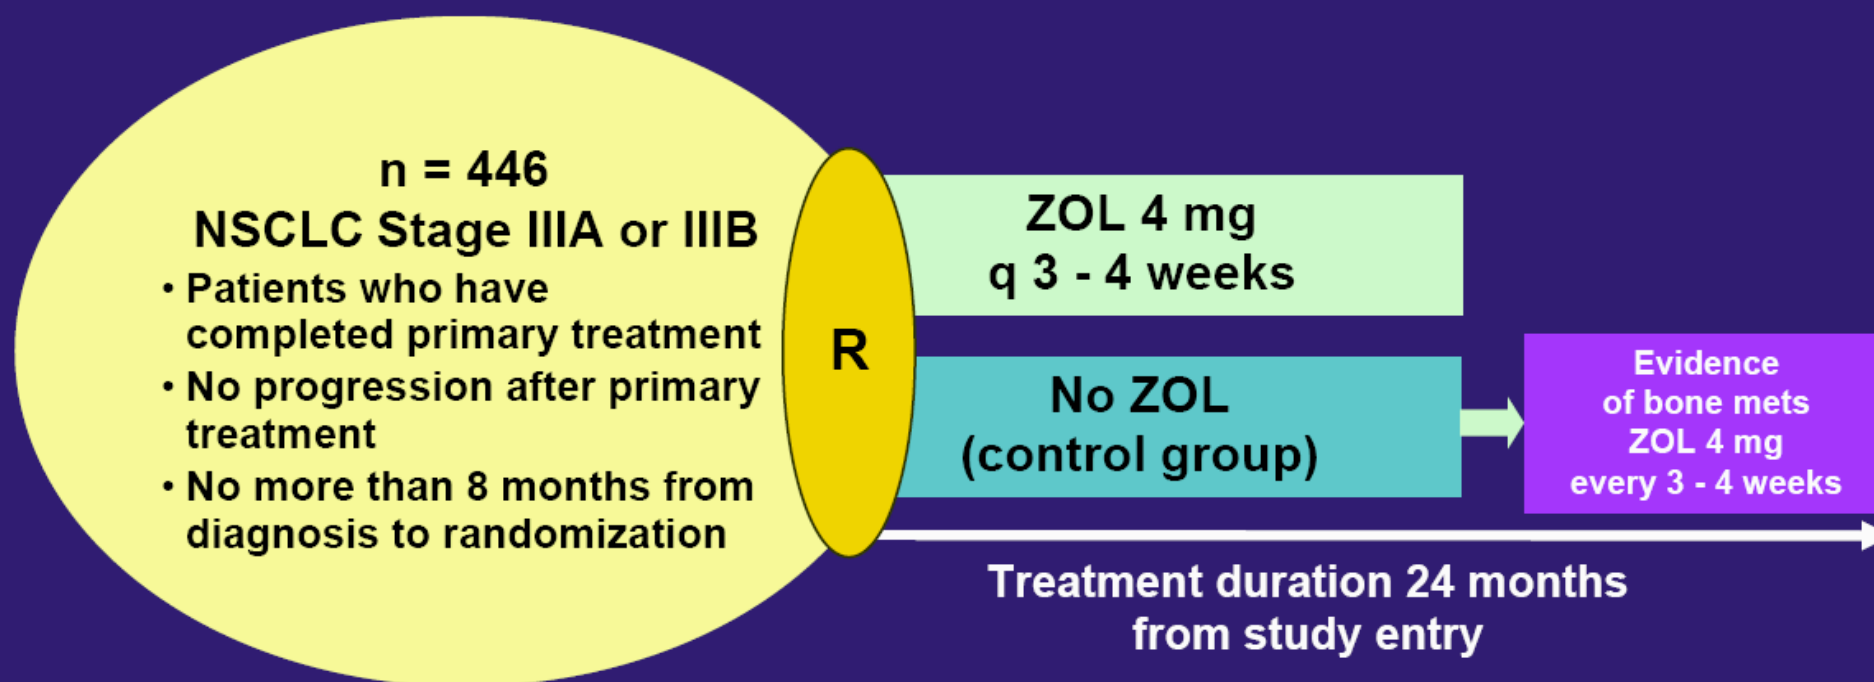 n = 446
NSCLC Stage IIIA or IIIB
• Patients who have
completed primary treatment
• No progression after primary
treatment
• No more than 8 months from
diagnosis to randomization
R
ZOL 4 mg
q 3 - 4 weeks
No ZOL
(control group)
Evidence
of bone mets
ZOL 4 mg
every 3 - 4 weeks
Treatment duration 24 months
from study entry